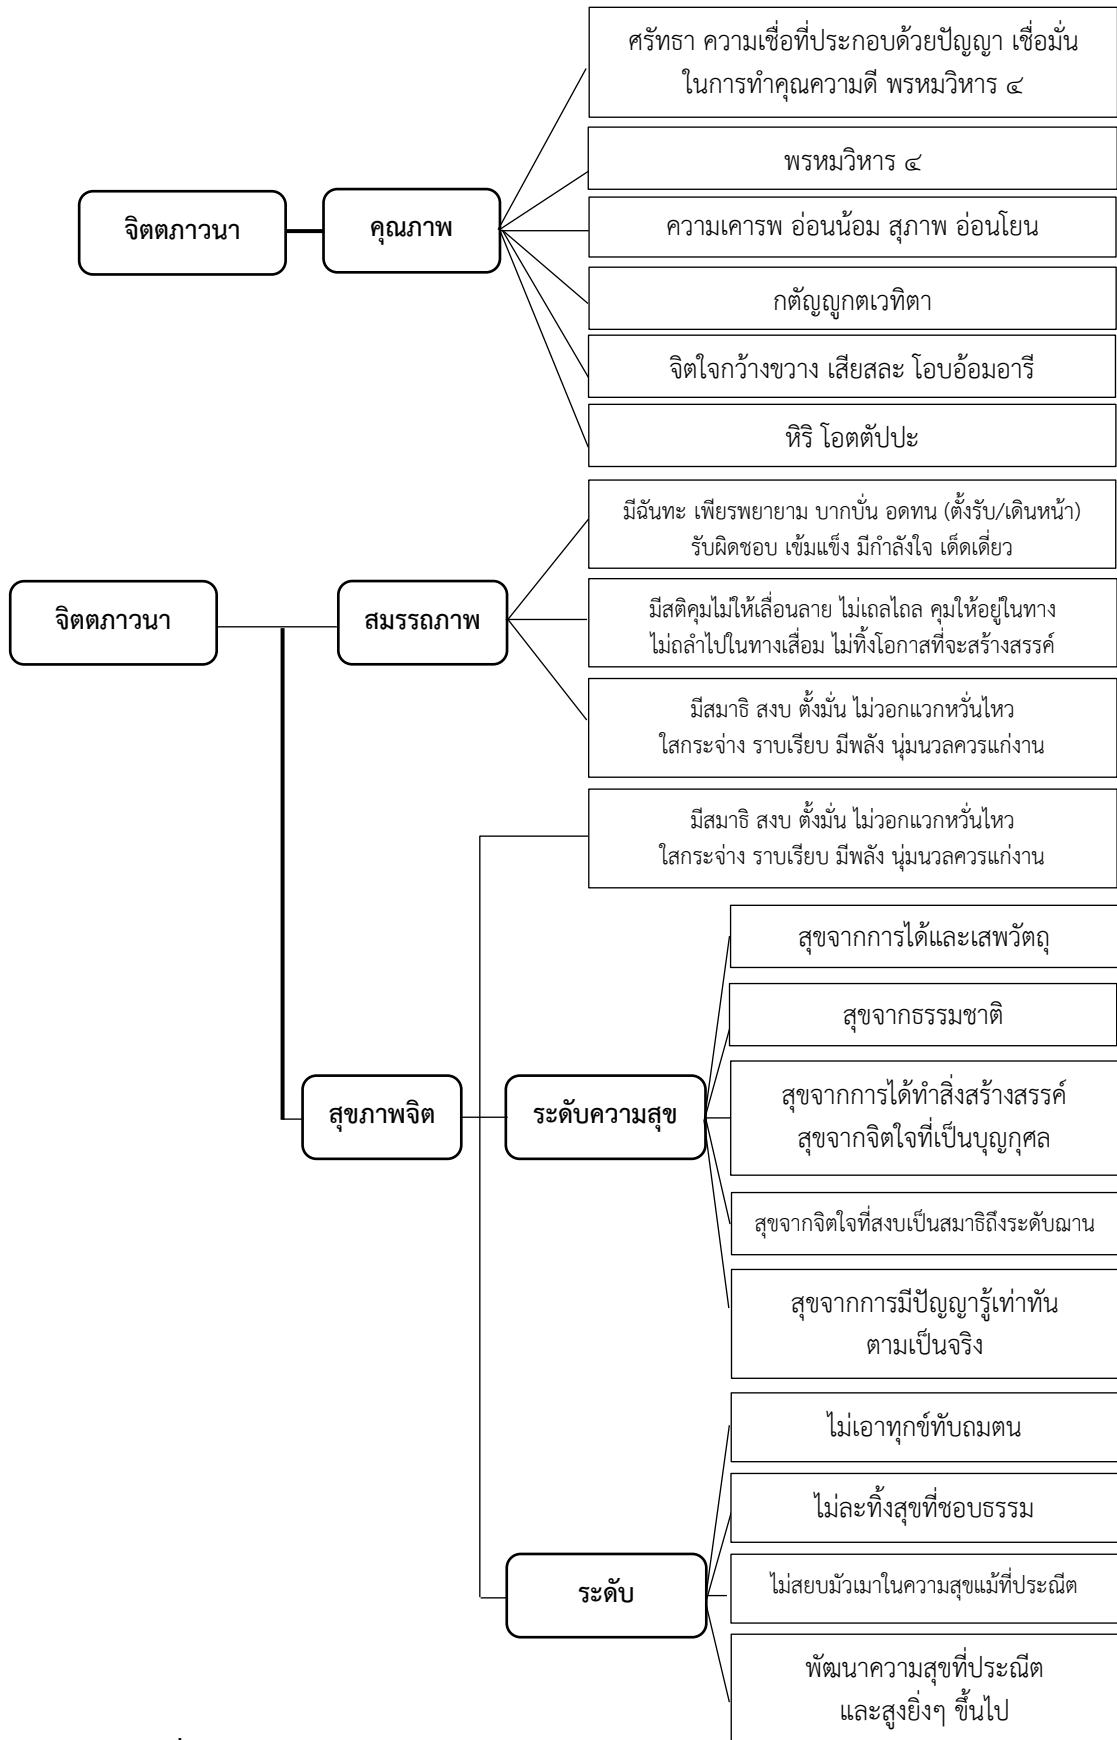 ศรัทธา ความเชื่อที่ประกอบด้วยปัญญา เชื่อมั่น
ในการทำคุณความดี พรหมวิหาร ๔
พรหมวิหาร ๔
จิตตภาวนา
คุณภาพ
ความเคารพ อ่อนน้อม สุภาพ อ่อนโยน
กตัญญูกตเวทิตา
จิตใจกว้างขวาง เสียสละ โอบอ้อมอารี
หิริ โอตตัปปะ
มีฉันทะ เพียรพยายาม บากบั่น อดทน (ตั้งรับ/เดินหน้า)
รับผิดชอบ เข้มแข็ง มีกำลังใจ เด็ดเดี่ยว
จิตตภาวนา
สมรรถภาพ
มีสติคุมไม่ให้เลื่อนลาย ไม่เถลไถล คุมให้อยู่ในทาง
ไม่ถลำไปในทางเสื่อม ไม่ทิ้งโอกาสที่จะสร้างสรรค์
มีสมาธิ สงบ ตั้งมั่น ไม่วอกแวกหวั่นไหว
ใสกระจ่าง ราบเรียบ มีพลัง นุ่มนวลควรแก่งาน
มีสมาธิ สงบ ตั้งมั่น ไม่วอกแวกหวั่นไหว
ใสกระจ่าง ราบเรียบ มีพลัง นุ่มนวลควรแก่งาน
สุขจากการได้และเสพวัตถุ
สุขจากธรรมชาติ
สุขภาพจิต
ระดับความสุข
สุขจากการได้ทำสิ่งสร้างสรรค์
สุขจากจิตใจที่เป็นบุญกุศล
สุขจากจิตใจที่สงบเป็นสมาธิถึงระดับฌาน
สุขจากการมีปัญญารู้เท่าทัน
ตามเป็นจริง
ไม่เอาทุกข์ทับถมตน
ไม่ละทิ้งสุขที่ชอบธรรม
ระดับ
ไม่สยบมัวเมาในความสุขแม้ที่ประณีต
พัฒนาความสุขที่ประณีต
และสูงยิ่งๆ ขึ้นไป